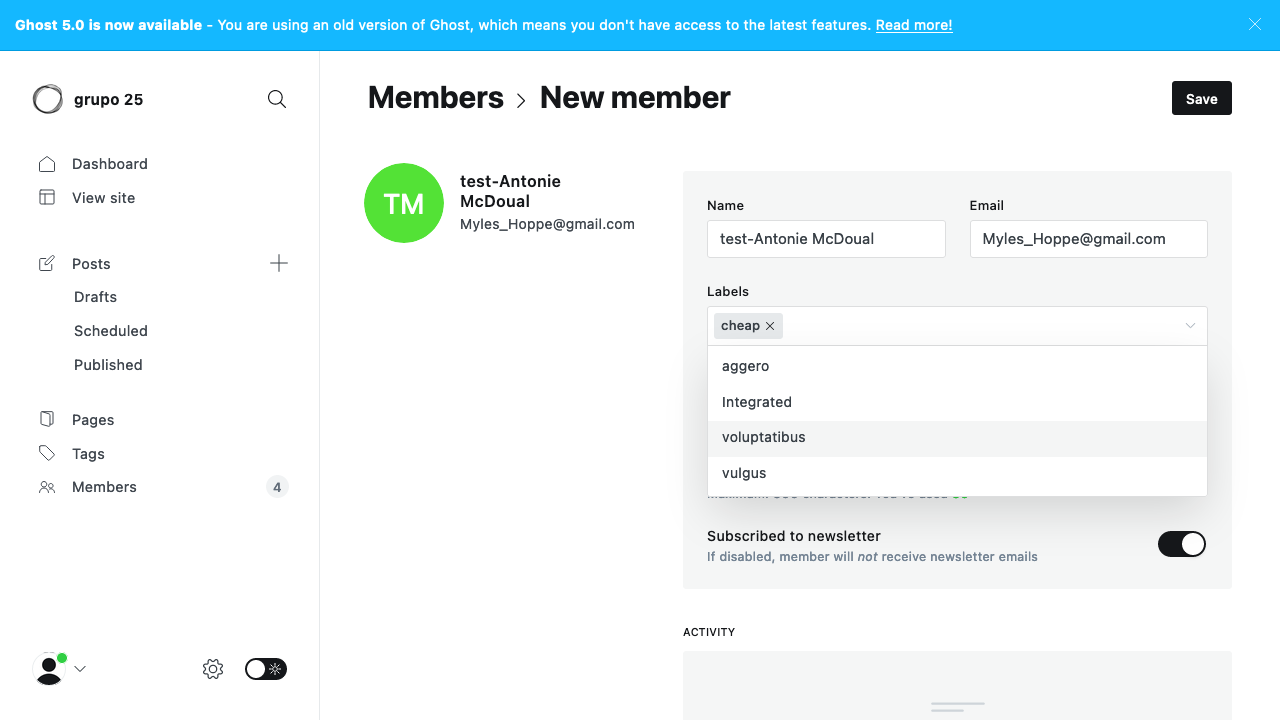 Ghost 5.0 is now available - You are using an old version of Ghost, which means you don't have access to the latest features. Read more!
grupo 25
Dashboard
View site
Posts
Drafts
Scheduled
Published
Pages
Tags
Members 4
Members > New member
Save
TM
test-Antonie
McDoual
Myles_Hoppe@gmail.com
Name Email
test-Antonie McDoual Myles_Hoppe@gmail.com
Labels
cheap ×
aggero
Integrated
voluptatibus
vulgus
Subscribed to newsletter
If disabled, member will not receive newsletter emails
ACTIVITY